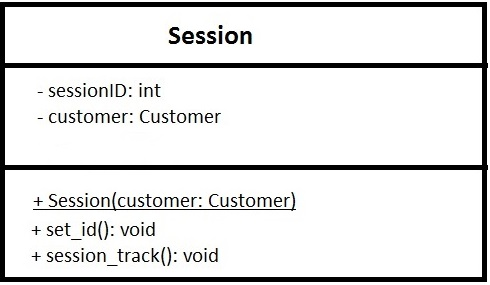 Session
- sessionID: int
- customer: Customer
+ Session(customer: Customer)
+ set_id(): void
+ session_track(): void